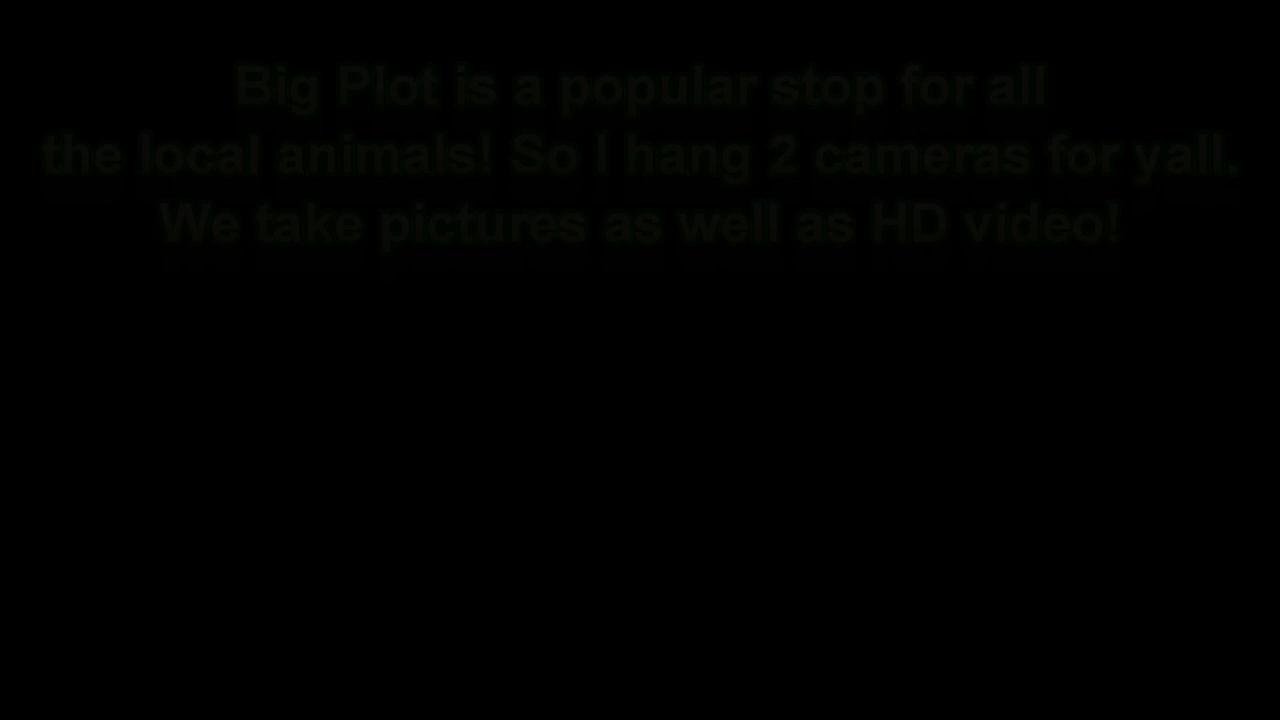 Big Plot is a popular stop for all
the local animals! So I hang 2 cameras for yall.
We take pictures as well as HD video!